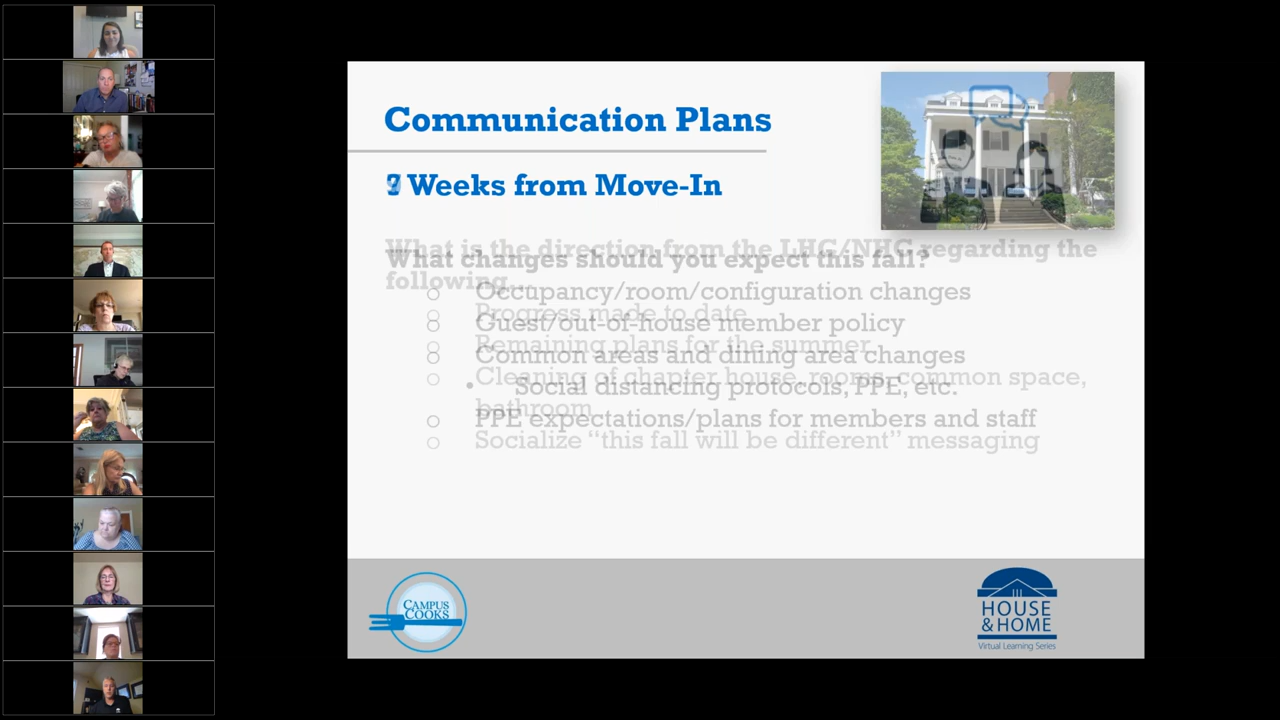 Communication Plans
Weeks from Move-In
What is the direction from the LHC/NHC regarding the
What changes should you expect this fall?
following...
○ Occupancy/room/configuration changes
○ Progress made to date
○ Guest/out-of-house member policy
○ Remaining plans for the summer
○ Common areas and dining area changes
○ Cleaning of chapter house, rooms, common space,
• Social distancing protocols, PPE, etc.
bathroom
○ PPE expectations/plans for members and staff
○ Socialize “this fall will be different” messaging
CAMPUS
COOKS
HOUSE
& HOME
Virtual Learning Series